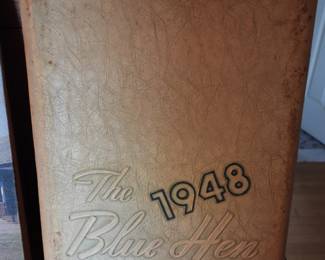 The 1948
Blue Hen